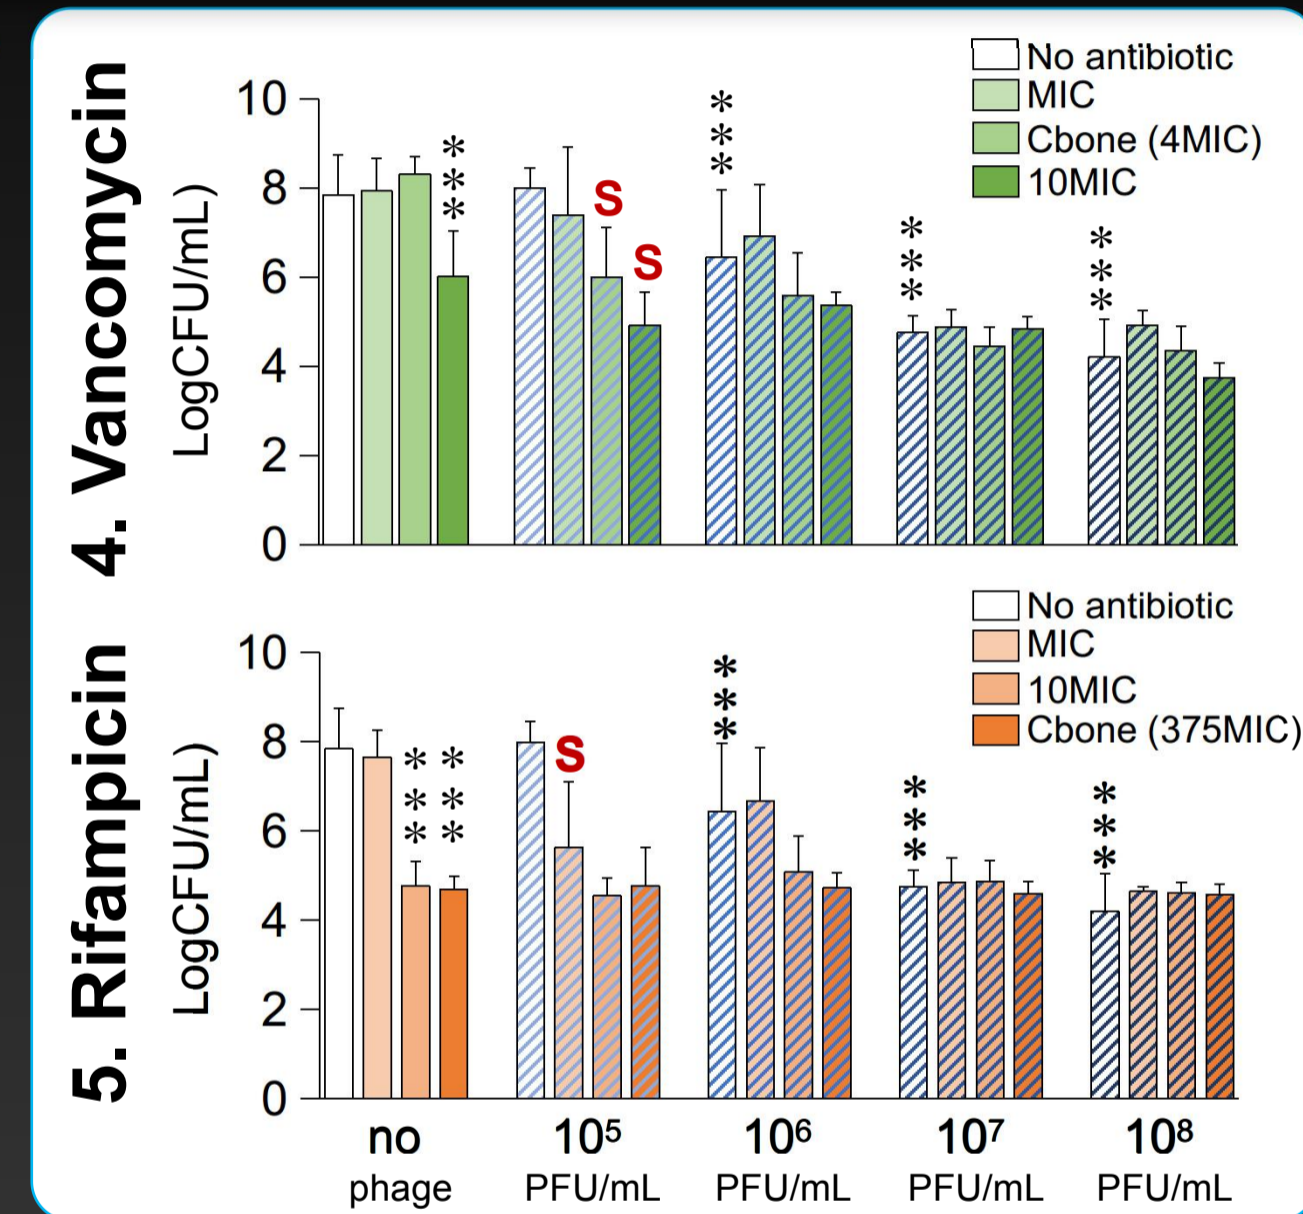 4. Vancomycin
LogCFU/mL)
10
8
6
4
2
0
***
S
S
***
***
***
No antibiotic
MIC
Cbone (4MIC)
10MIC
5. Rifampicin
LogCFU/mL)
10
8
6
4
2
0
***
***
S
***
***
***
No antibiotic
MIC
10MIC
Cbone (375MIC)
no
phage
10⁵
PFU/mL
10⁶
PFU/mL
10⁷
PFU/mL
10⁸
PFU/mL